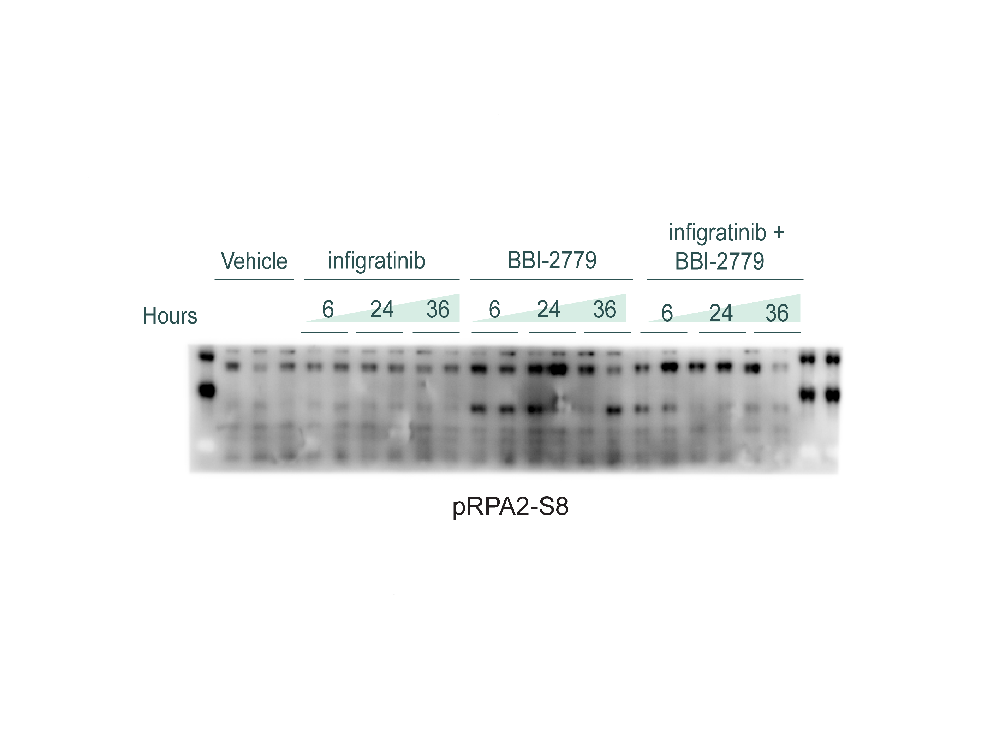 infigratinib +
Vehicle infigratinib BBI-2779 BBI-2779
Hours 6 24 36 6 24 36 6 24 36
pRPA2-S8